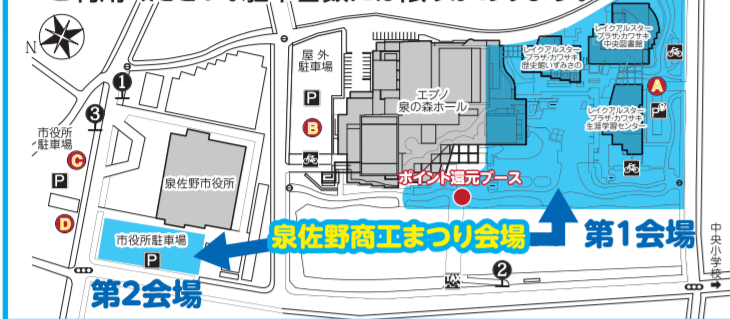 N
屋外
駐車場
P
B
エブノ
泉の森ホール
レイクアルスター
プラザ・カワサキ
歴史館いずみさの
レイクアルスター
プラザ・カワサキ
中央図書館
A
P
レイクアルスター
プラザ・カワサキ
生涯学習センター
1
3
市役所
駐車場
C
P
D
泉佐野市役所
ポイント還元ブース
市役所駐車場
P
泉佐野商工まつり会場
第1会場
第2会場
2
中央小学校